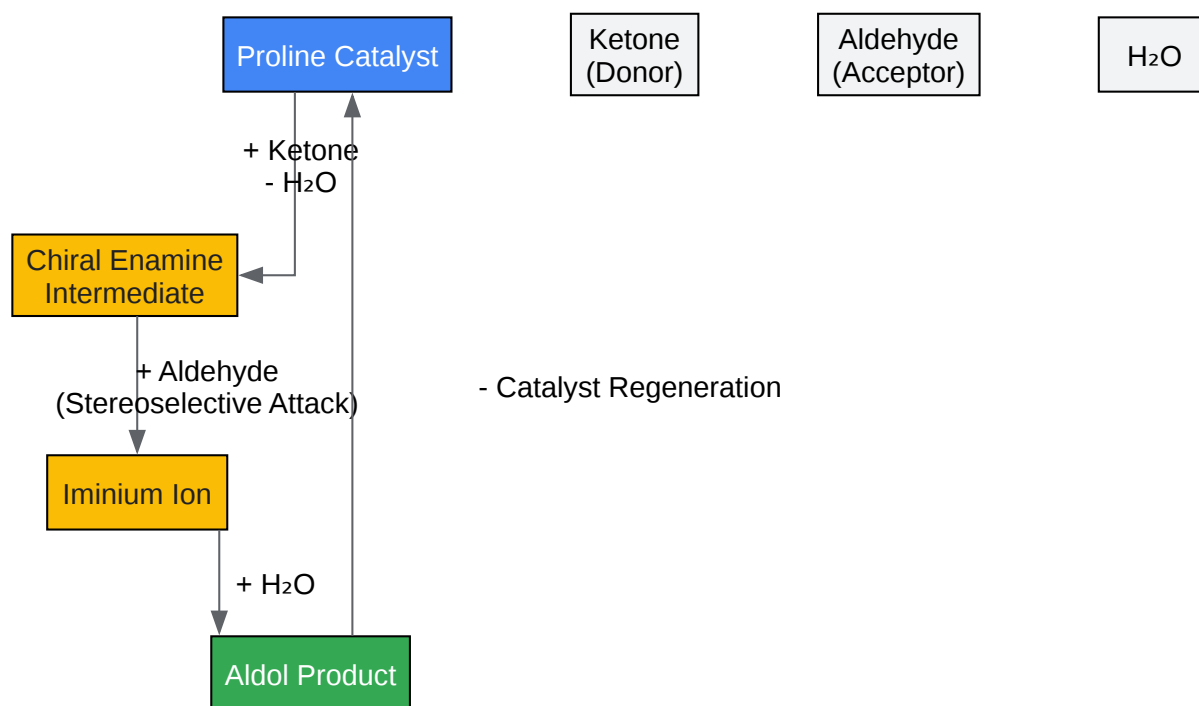 Proline Catalyst
Ketone
(Donor)
Aldehyde
(Acceptor)
H₂O
+ Ketone
- H₂O
Chiral Enamine
Intermediate
+ Aldehyde
(Stereoselective Attack)
- Catalyst Regeneration
Iminium Ion
+ H₂O
Aldol Product